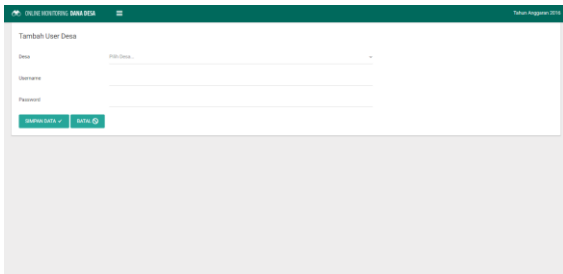 ONLINE MONITORING DANA DESA
Tahun Anggaran 2016
Tambah User Desa
Desa
Pilih Desa...
Username
Password
SIMPAN DATA ✓
BATAL